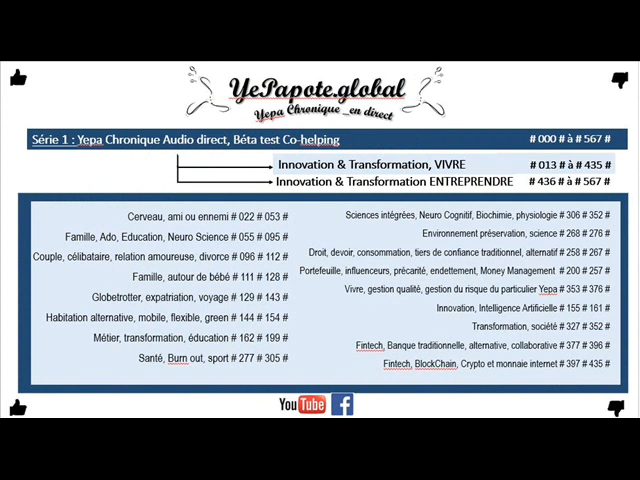 YePapote.global
Yepa Chronique _en direct
Série 1 : Yepa Chronique Audio direct, Béta test Co-helping # 000 # à # 567 #
Innovation & Transformation, VIVRE # 013 # à # 435 #
Innovation & Transformation ENTREPRENDRE # 436 # à # 567 #
Cerveau, ami ou ennemi # 022 # 053 #
Famille, Ado, Education, Neuro Science # 055 # 095 #
Couple, célibataire, relation amoureuse, divorce # 096 # 112 #
Famille, autour de bébé # 111 # 128 #
Globetrotter, expatriation, voyage # 129 # 143 #
Habitation alternative, mobile, flexible, green # 144 # 154 #
Métier, transformation, éducation # 162 # 199 #
Santé, Burn out, sport # 277 # 305 #
Sciences intégrées, Neuro Cognitif, Biochimie, physiologie # 306 # 352 #
Environnement préservation, science # 268 # 276 #
Droit, devoir, consommation, tiers de confiance traditionnel, alternatif # 258 # 267 #
Portefeuille, influenceurs, précarité, endettement, Money Management # 200 # 257 #
Vivre, gestion qualité, gestion du risque du particulier Yepa # 353 # 376 #
Innovation, Intelligence Artificielle # 155 # 161 #
Transformation, société # 327 # 352 #
Fintech, Banque traditionnelle, alternative, collaborative # 377 # 396 #
Fintech, BlockChain, Crypto et monnaie internet # 397 # 435 #
YouTube f